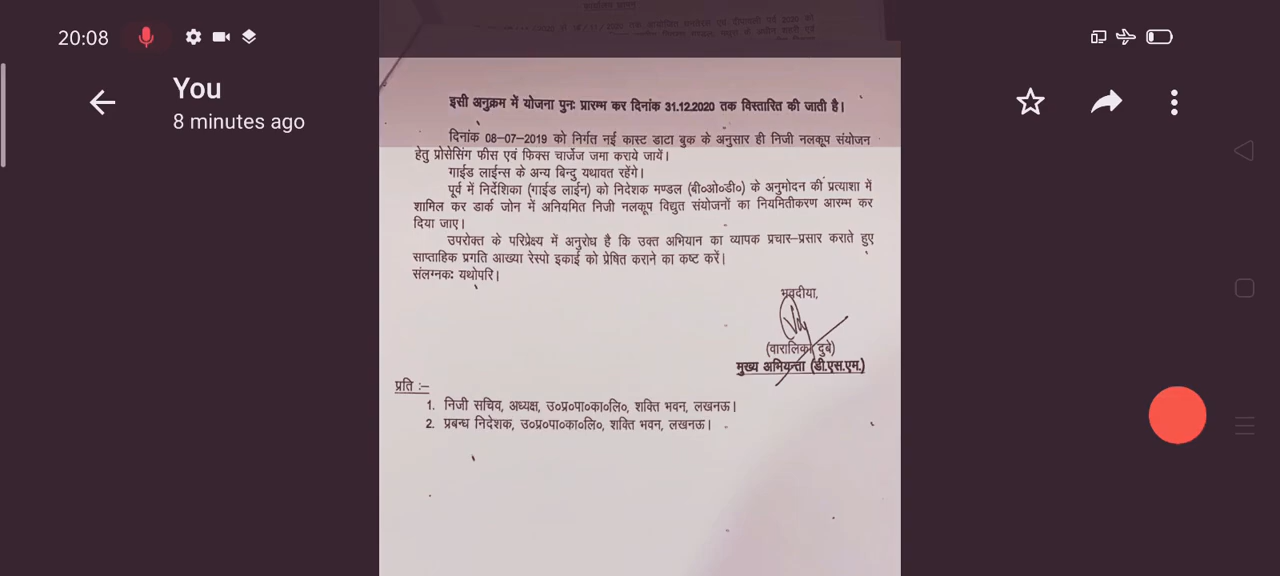 20:08
You
8 minutes ago
इसी अनुक्रम में योजना पुनः प्रारम्भ कर दिनांक 31.12.2020 तक विस्तारित की जाती है।
दिनांक 08-07-2019 को निर्गत नई कास्ट डाटा बुक के अनुसार ही निजी नलकूप संयोजन
हेतु प्रोसेसिंग फीस एवं फिक्स चार्जेज जमा कराये जायें।
गाईड लाईन्स के अन्य बिन्दु यथावत रहेंगे।
पूर्व में निर्देशिका (गाईड लाईन) को निदेशक मण्डल (बी०ओ०डी०) के अनुमोदन की प्रत्याशा में
शामिल कर डार्क जोन में अनियमित निजी नलकूप विद्युत संयोजनों का नियमितीकरण आरम्भ कर
दिया जाए।
उपरोक्त के परिप्रेक्ष्य में अनुरोध है कि उक्त अभियान का व्यापक प्रचार-प्रसार कराते हुए
साप्ताहिक प्रगति आख्या रेस्पो इकाई को प्रेषित कराने का कष्ट करें।
संलग्नकः यथोपरि।
भवदीया,
(वारालिका दुबे)
मुख्य अभियन्ता (डी.एस.एम.)
प्रति :-
1. निजी सचिव, अध्यक्ष, उ०प्र०पा०का०लि०, शक्ति भवन, लखनऊ।
2. प्रबन्ध निदेशक, उ०प्र०पा०का०लि०, शक्ति भवन, लखनऊ।